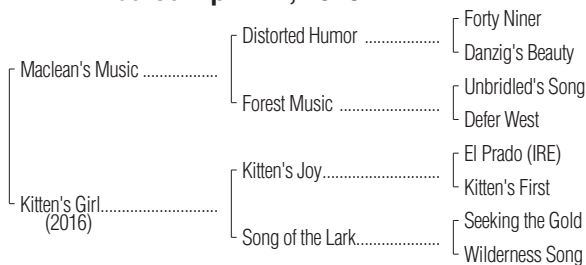 Forty Niner
Distorted Humor ..................
Danzig's Beauty
Maclean's Music ..................
Unbridled's Song
Forest Music ........................
Defer West
El Prado (IRE)
Kitten's Joy............................
Kitten's First
Kitten's Girl............................
(2016)
Seeking the Gold
Song of the Lark....................
Wilderness Song